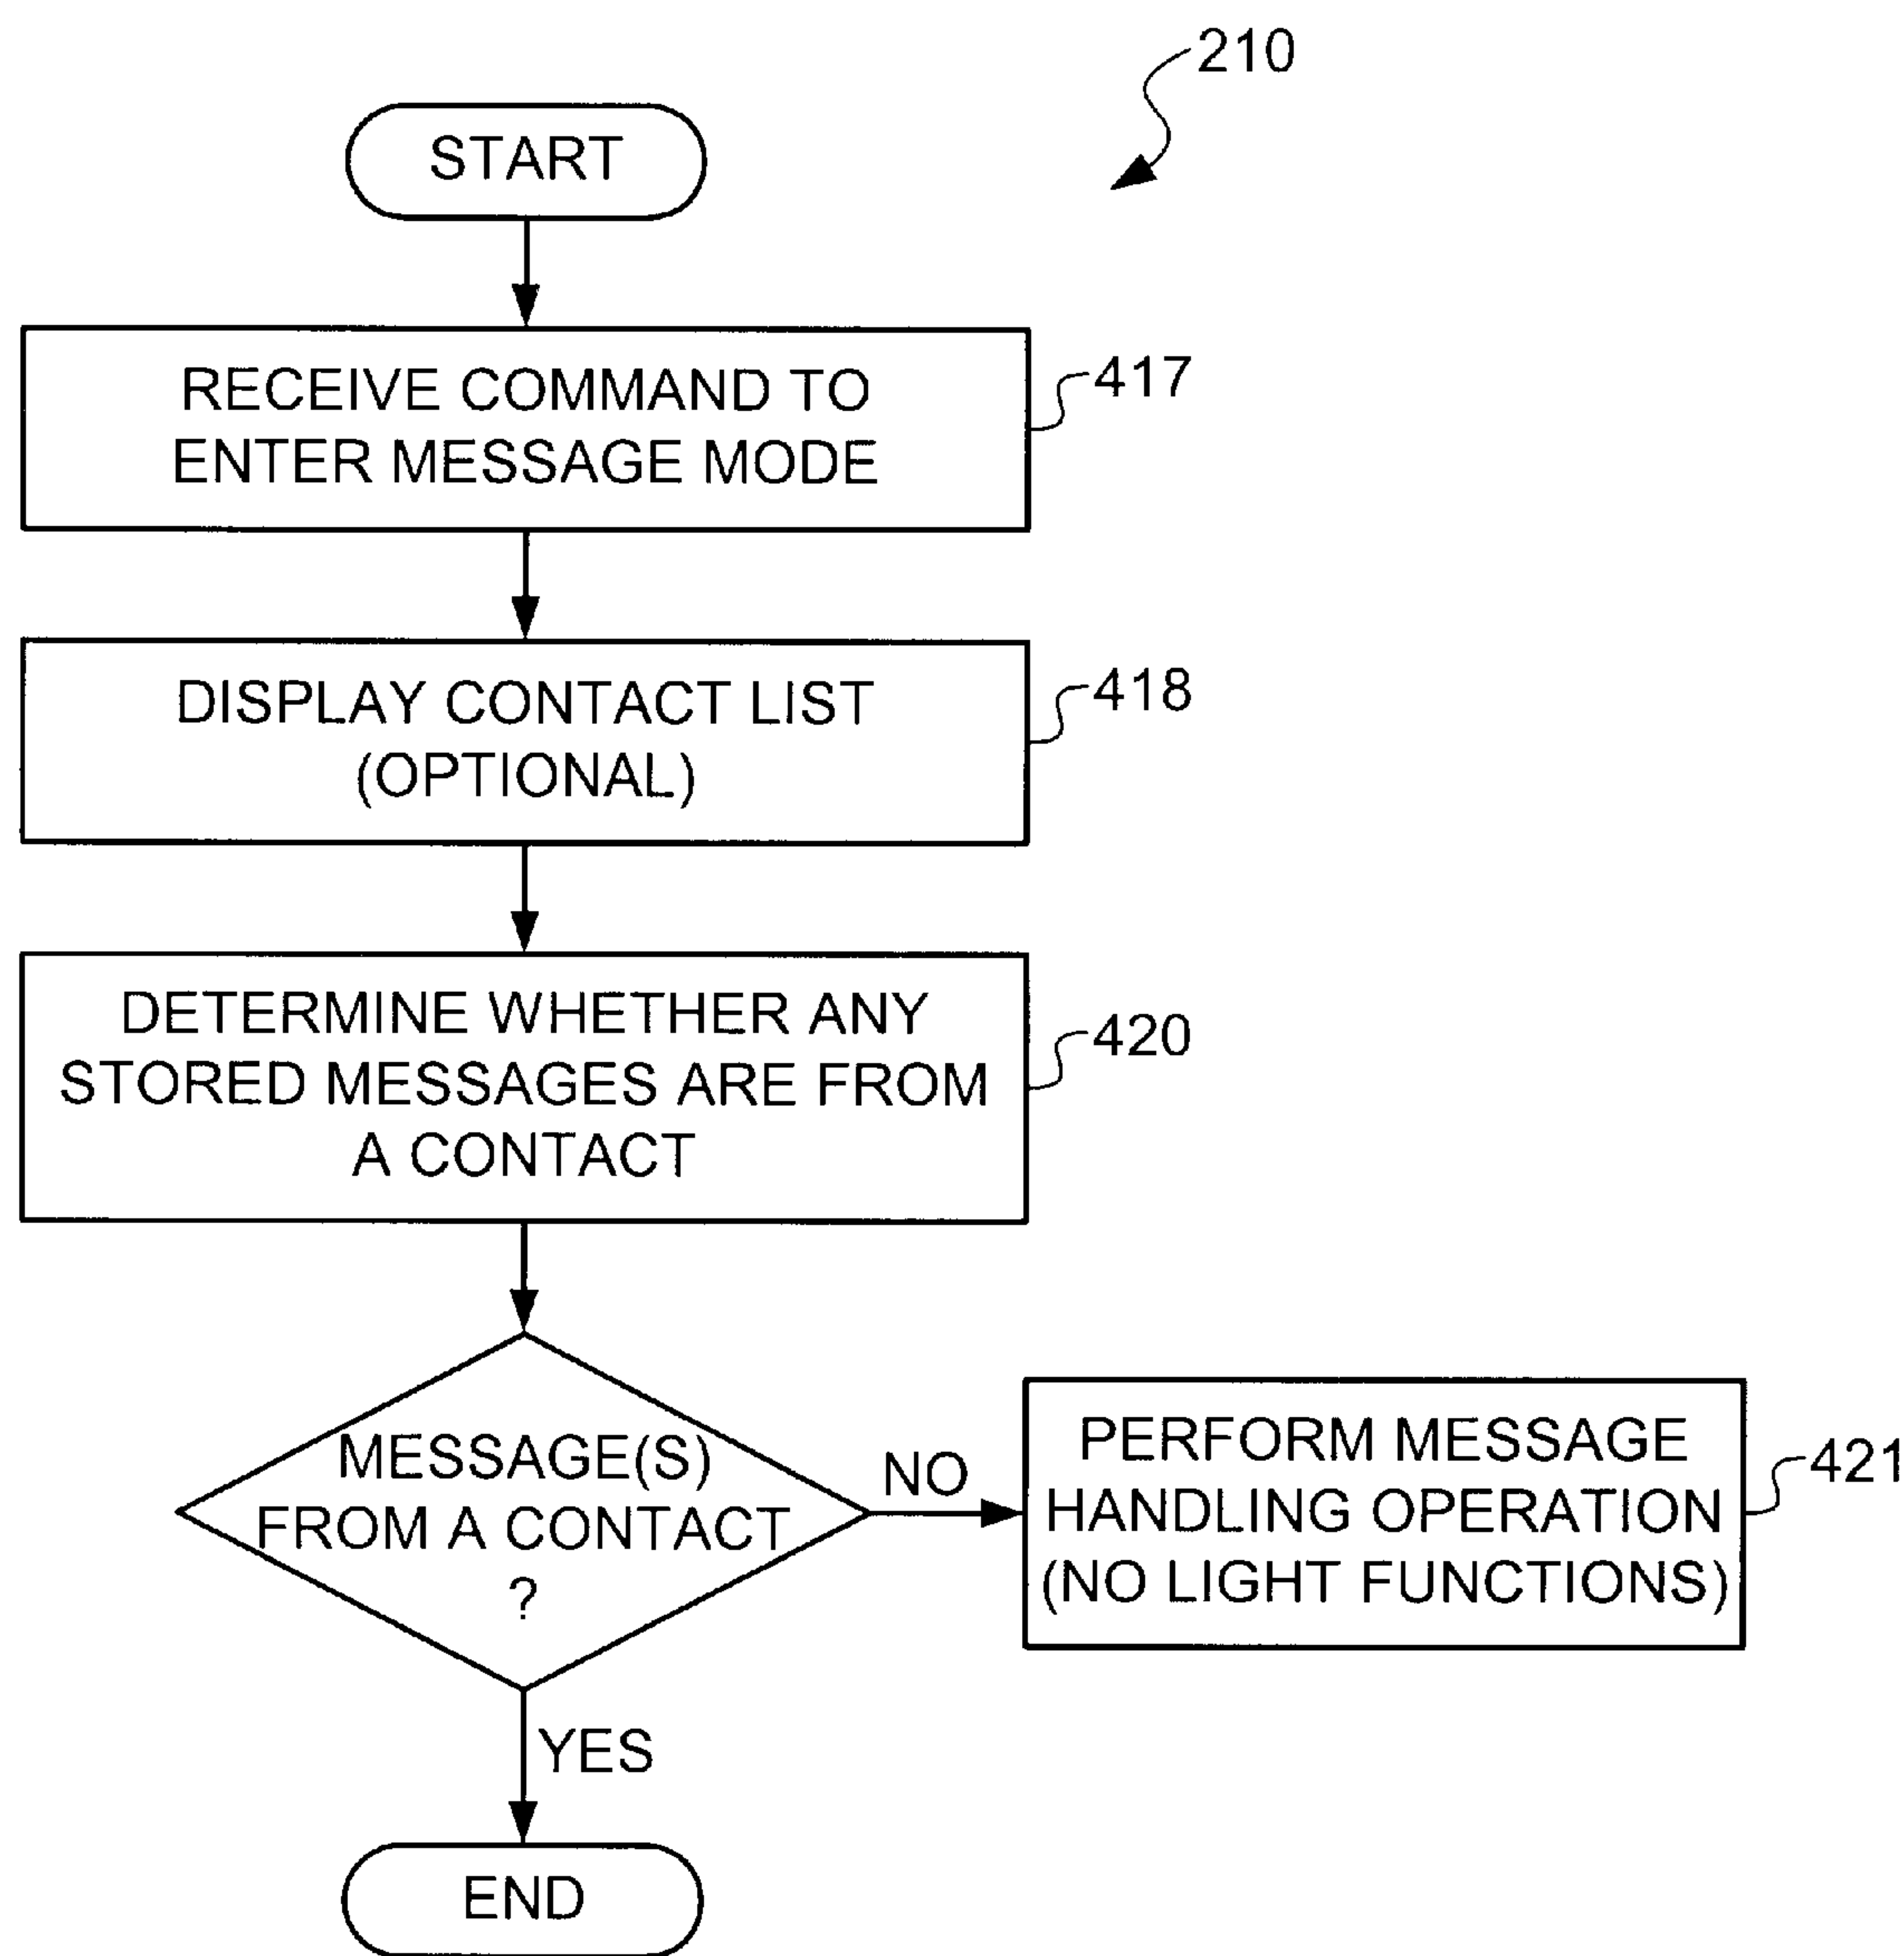 210
START
RECEIVE COMMAND TO
ENTER MESSAGE MODE
417
DISPLAY CONTACT LIST
(OPTIONAL)
418
DETERMINE WHETHER ANY
STORED MESSAGES ARE FROM
A CONTACT
420
MESSAGE(S)
FROM A CONTACT
?
NO
PERFORM MESSAGE
HANDLING OPERATION
(NO LIGHT FUNCTIONS)
421
YES
END